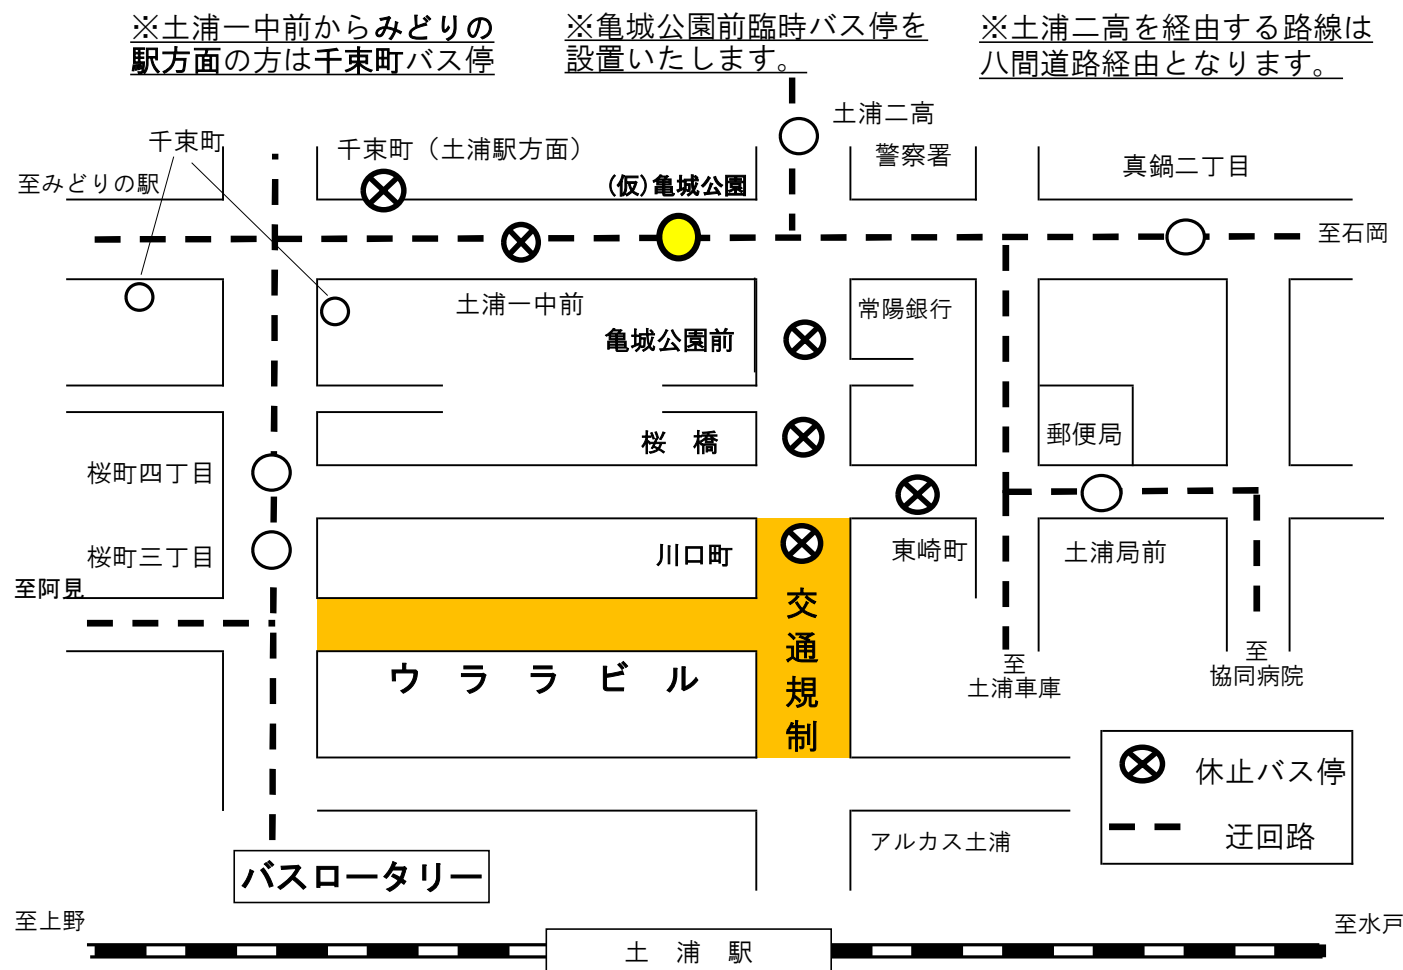 ※土浦一中前からみどりの
駅方面の方は千束町バス停
※亀城公園前臨時バス停を
設置いたします。
※土浦二高を経由する路線は
八間道路経由となります。
土浦二高
千束町
千束町（土浦駅方面）
警察署
真鍋二丁目
至みどりの駅
(仮)亀城公園
至石岡
土浦一中前
常陽銀行
亀城公園前
桜　橋
郵便局
桜町四丁目
桜町三丁目
川口町
東崎町
土浦局前
至阿見
交通規制
ウララビル
至
土浦車庫
至
協同病院
休止バス停
迂回路
アルカス土浦
バスロータリー
至上野
至水戸
土　浦　駅